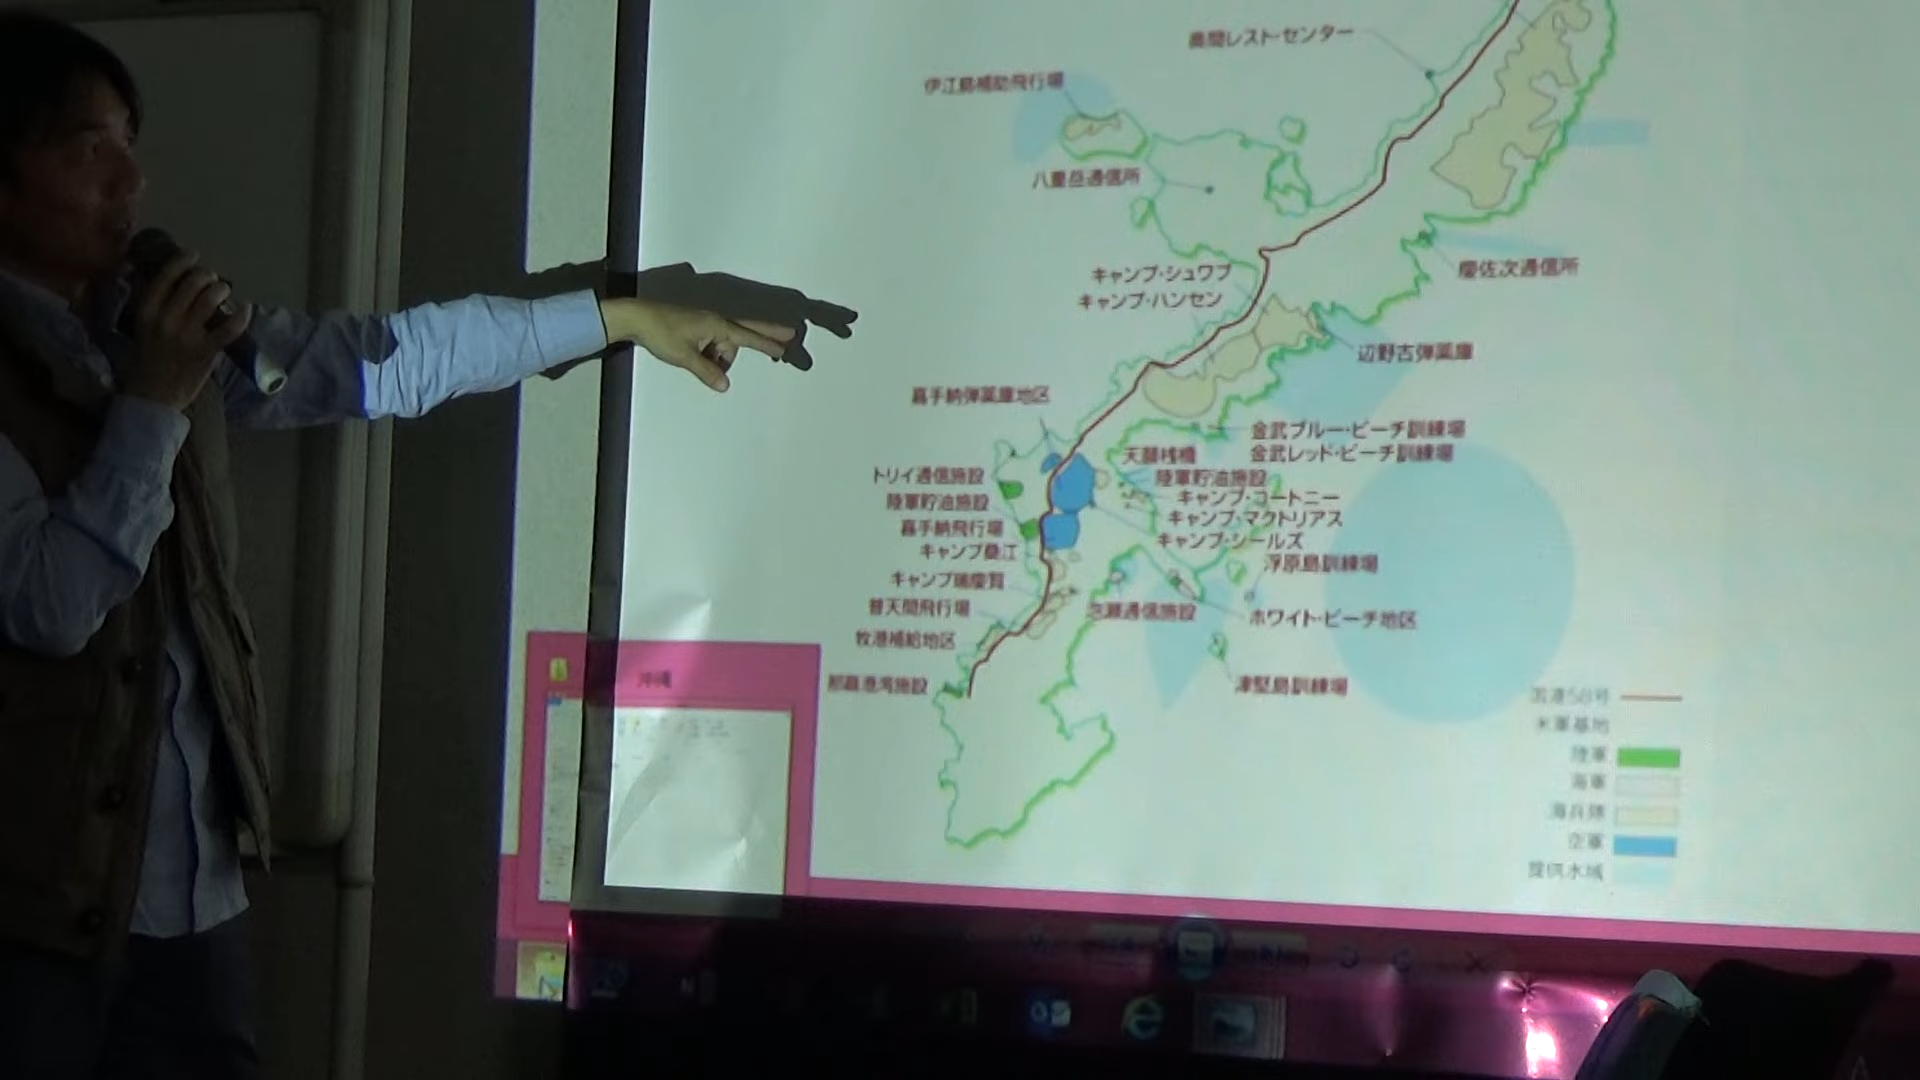 奥間レスト・センター
伊江島補助飛行場
八重岳通信所
慶佐次通信所
キャンプ・シュワブ
キャンプ・ハンセン
辺野古弾薬庫
嘉手納弾薬庫地区
金武ブルー・ビーチ訓練場
金武レッド・ビーチ訓練場
天願桟橋
トリイ通信施設
陸軍貯油施設
陸軍貯油施設
キャンプ・コートニー
キャンプ・マクトリアス
嘉手納飛行場
キャンプ・シールズ
キャンプ桑江
浮原島訓練場
キャンプ瑞慶覧
普天間飛行場
泡瀬通信施設
ホワイト・ビーチ地区
牧港補給地区
那覇港湾施設
津堅島訓練場
沖縄
国道58号
米軍基地
陸軍
海軍
海兵隊
空軍
提供水域